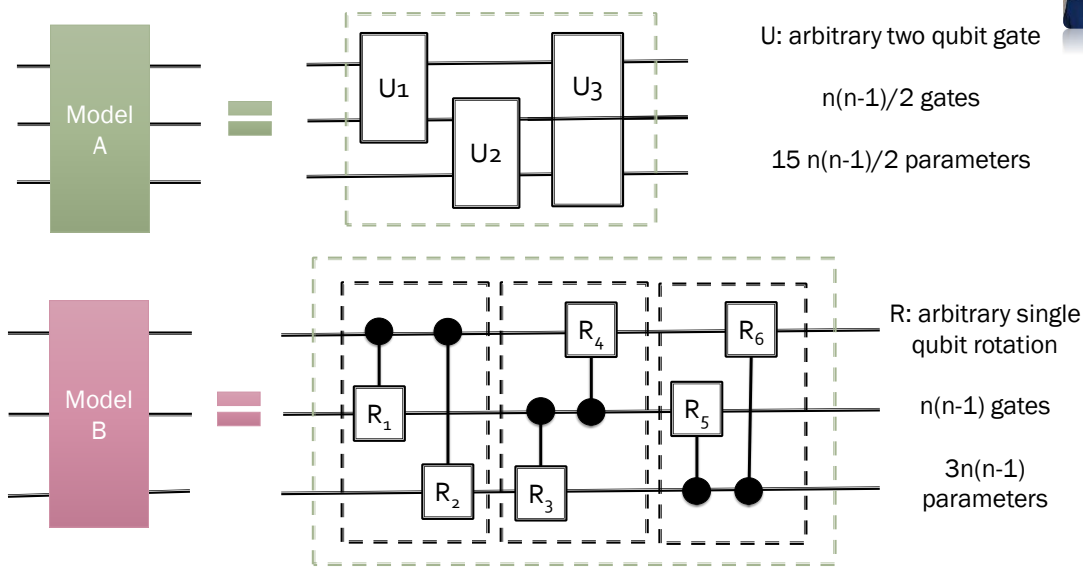 U: arbitrary two qubit gate
n(n-1)/2 gates
15 n(n-1)/2 parameters
Model
A
U1
U2
U3
Model
B
R₁
R₂
R₃
R₄
R₅
R₆
R: arbitrary single
qubit rotation
n(n-1) gates
3n(n-1)
parameters